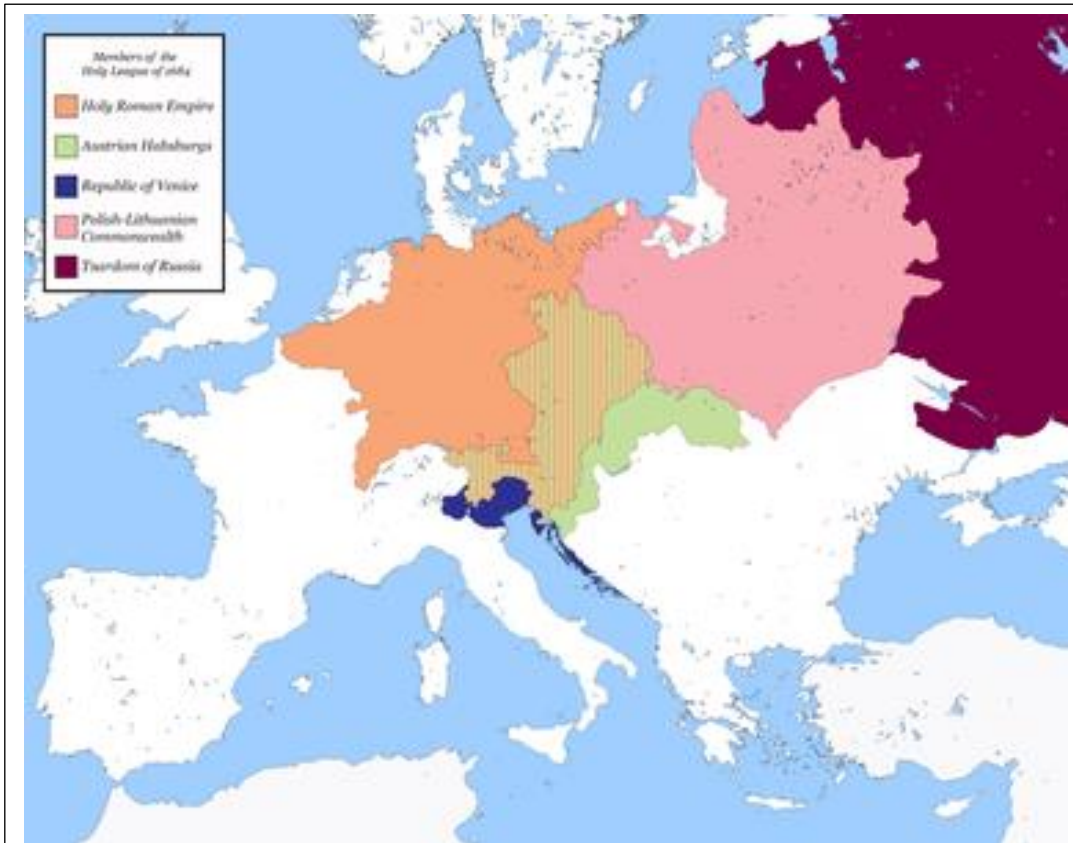 Members of the
Holy League of 1684
Holy Roman Empire
Austrian Habsburgs
Republic of Venice
Polish-Lithuanian
Commonwealth
Tsardom of Russia